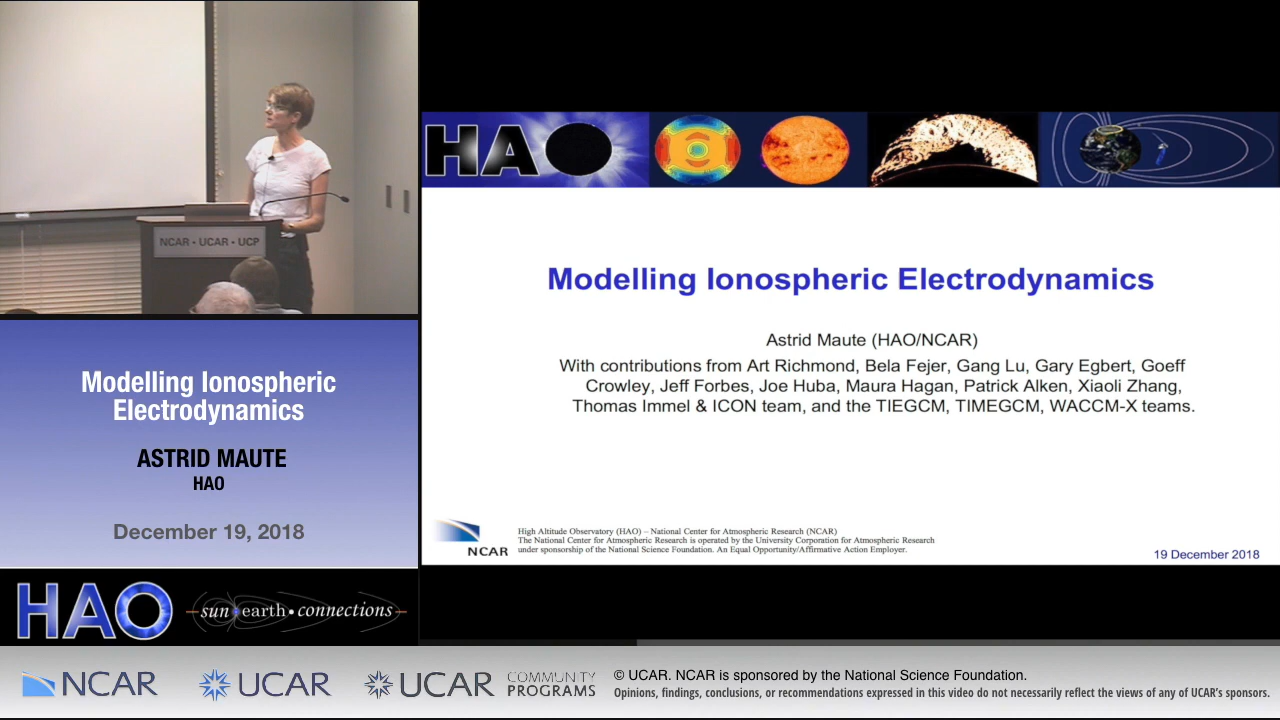 NCAR • UCAR • UCP
Modelling Ionospheric
Electrodynamics
ASTRID MAUTE
HAO
December 19, 2018
HAO
sun•earth•connections
HAO
Modelling Ionospheric Electrodynamics
Astrid Maute (HAO/NCAR)
With contributions from Art Richmond, Bela Fejer, Gang Lu, Gary Egbert, Goeff
Crowley, Jeff Forbes, Joe Huba, Maura Hagan, Patrick Alken, Xiaoli Zhang,
Thomas Immel & ICON team, and the TIEGCM, TIMEGCM, WACCM-X teams.
NCAR
High Altitude Observatory (HAO) – National Center for Atmospheric Research (NCAR)
The National Center for Atmospheric Research is operated by the University Corporation for Atmospheric Research
under sponsorship of the National Science Foundation. An Equal Opportunity/Affirmative Action Employer.
19 December 2018
NCAR
UCAR
UCAR
COMMUNITY
PROGRAMS
© UCAR. NCAR is sponsored by the National Science Foundation.
Opinions, findings, conclusions, or recommendations expressed in this video do not necessarily reflect the views of any of UCAR's sponsors.